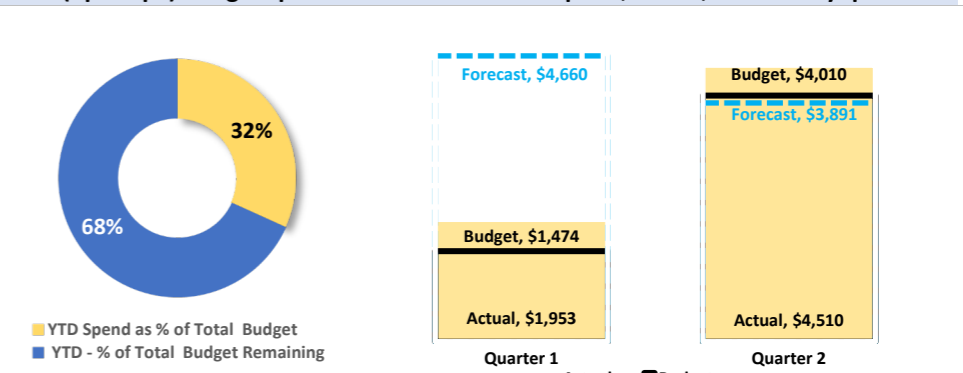 32%
68%
YTD Spend as % of Total Budget
YTD - % of Total Budget Remaining
Forecast, $4,660
Budget, $1,474
Actual, $1,953
Quarter 1
Budget, $4,010
Forecast, $3,891
Actual, $4,510
Quarter 2